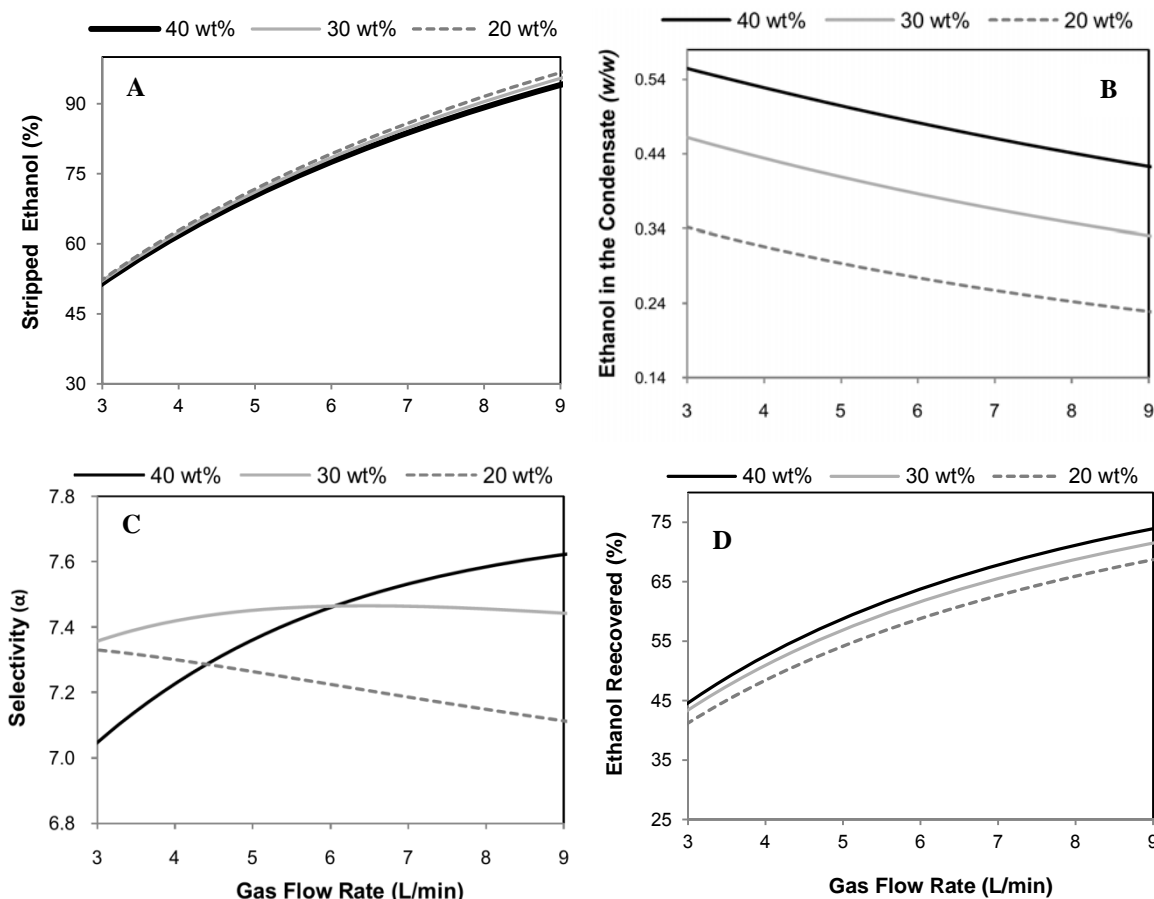 40 wt% 30 wt% 20 wt%
A
Stripped Ethanol (%)
90
75
60
45
30
3 4 5 6 7 8 9
40 wt% 30 wt% 20 wt%
B
Ethanol in the Condensate (w/w)
0.54
0.44
0.34
0.24
0.14
3 4 5 6 7 8 9
40 wt% 30 wt% 20 wt%
C
Selectivity (α)
7.8
7.6
7.4
7.2
7.0
6.8
3 4 5 6 7 8 9
Gas Flow Rate (L/min)
40 wt% 30 wt% 20 wt%
D
Ethanol Reecovered (%)
75
65
55
45
35
25
3 4 5 6 7 8 9
Gas Flow Rate (L/min)